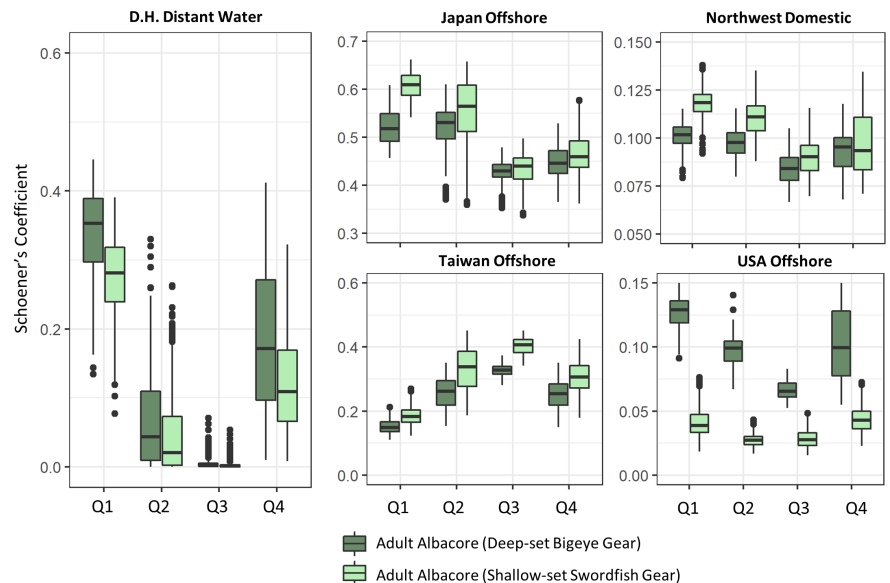 D.H. Distant Water
Japan Offshore
Northwest Domestic
Schoener's Coefficient
0.6
0.4
0.2
0.0
0.7
0.6
0.5
0.4
0.3
0.150
0.125
0.100
0.075
0.050
Taiwan Offshore
USA Offshore
0.6
0.4
0.2
0.0
0.15
0.10
0.05
0.00
Q1 Q2 Q3 Q4
Q1 Q2 Q3 Q4
Q1 Q2 Q3 Q4
Adult Albacore (Deep-set Bigeye Gear)
Adult Albacore (Shallow-set Swordfish Gear)